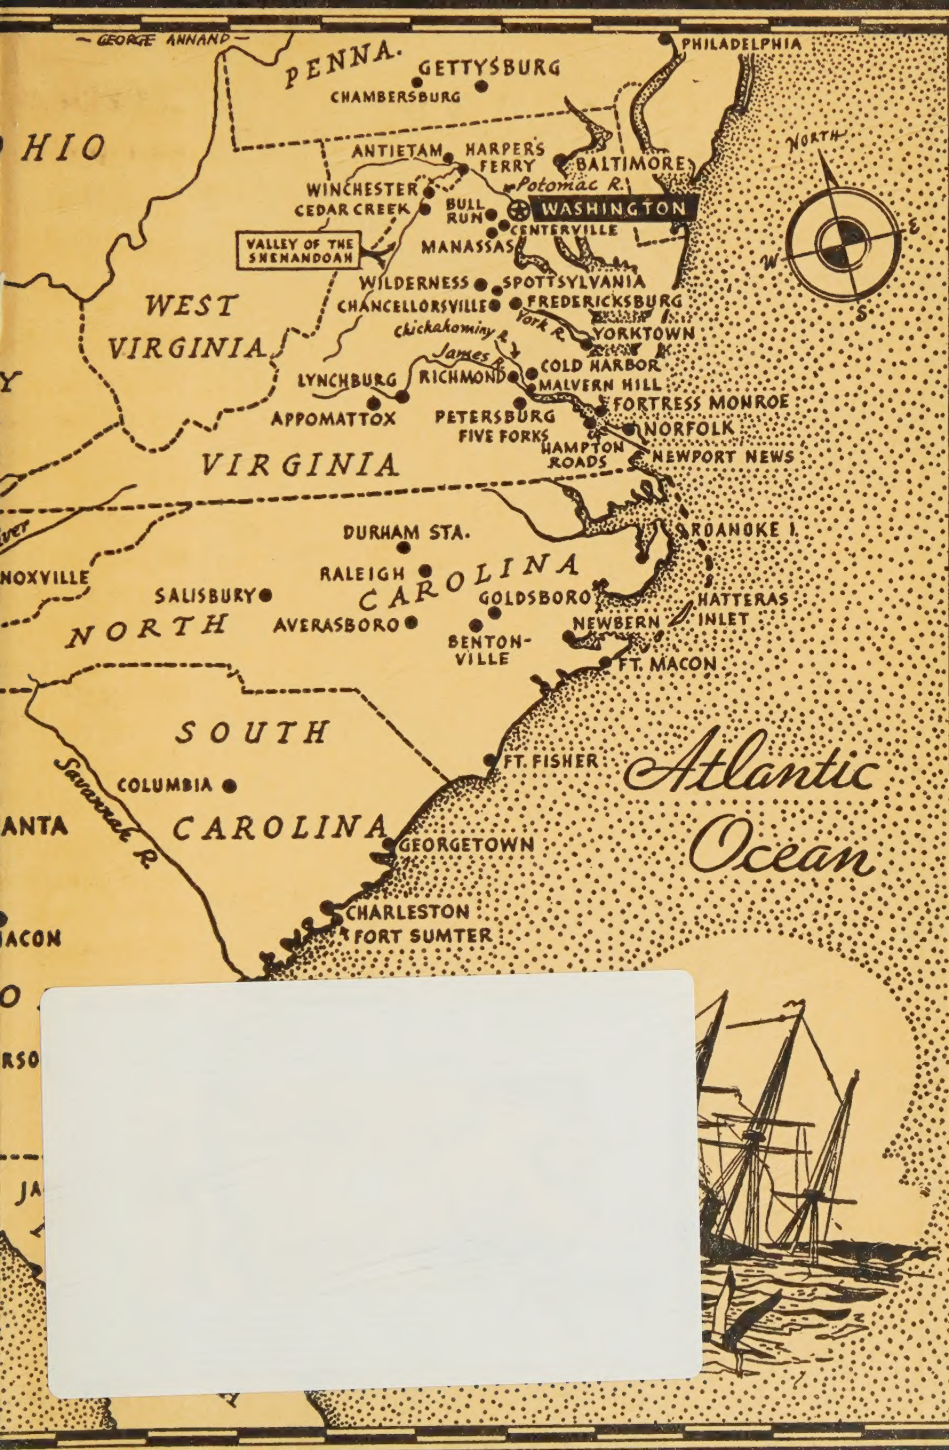 — GEORGE ANNAND —
PENNA.
PHILADELPHIA
GETTYSBURG
CHAMBERSBURG
HIO
NORTH
ANTIETAM
HARPER'S
FERRY
BALTIMORE
Potomac R.
WINCHESTER
CEDAR CREEK
BULL
RUN
WASHINGTON
CENTERVILLE
MANASSAS
E
W
S
VALLEY OF THE
SHENANDOAH
WILDERNESS
SPOTTSYLVANIA
CHANCELLORSVILLE
FREDERICKSBURG
WEST
VIRGINIA
Chickahominy R.
York R.
YORKTOWN
James R.
COLD HARBOR
Y
LYNCHBURG
RICHMOND
MALVERN HILL
APPOMATTOX
PETERSBURG
FIVE FORKS
FORTRESS MONROE
NORFOLK
HAMPTON
ROADS
NEWPORT NEWS
VIRGINIA
iver
DURHAM STA.
ROANOKE I.
NOXVILLE
RALEIGH
CAROLINA
SALISBURY
GOLDSBORO
HATTERAS
INLET
NORTH
AVERASBORO
BENTON-
VILLE
NEWBERN
FT. MACON
SOUTH
FT. FISHER
Atlantic
Ocean
COLUMBIA
Savannah R.
ANTA
CAROLINA
GEORGETOWN
CHARLESTON
FORT SUMTER
ACON
O
RSO
JA